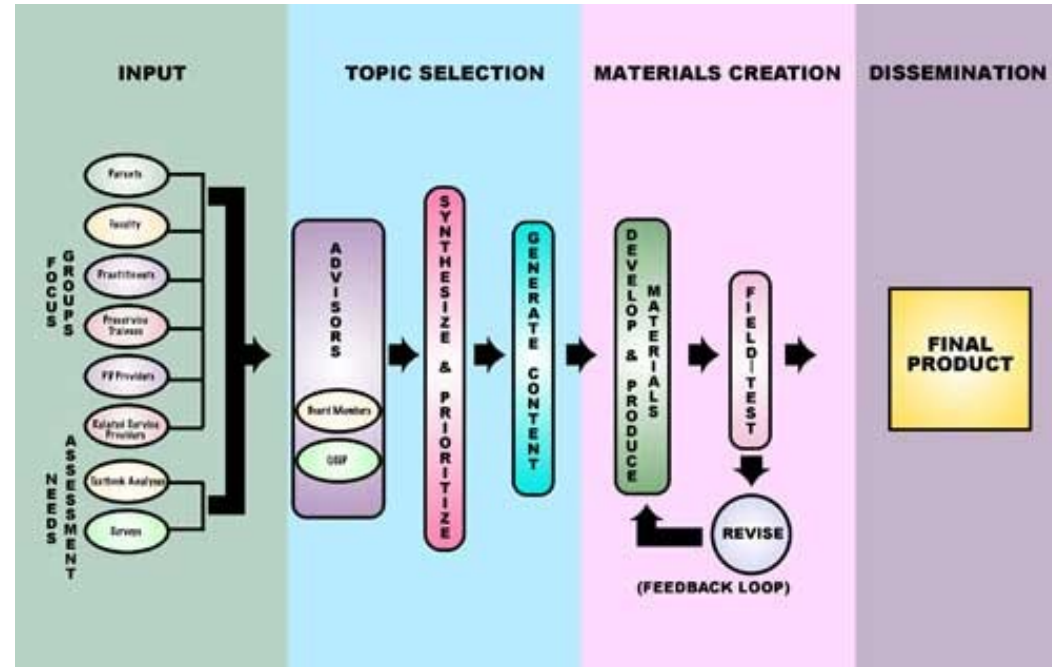 INPUT
TOPIC SELECTION
MATERIALS CREATION
DISSEMINATION
FOCUS
GROUPS
Parents
Faculty
Practitioners
Preservice
Trainees
Related Service
Providers
NEEDS
ASSESSMENT
Textbook Analyses
Surveys
ADVISORS
Board Members
OSEP
SYNTHESIZE & PRIORITIZE
GENERATE CONTENT
DEVELOP & PRODUCE
MATERIALS
FIELD-TEST
REVISE
(FEEDBACK LOOP)
FINAL
PRODUCT